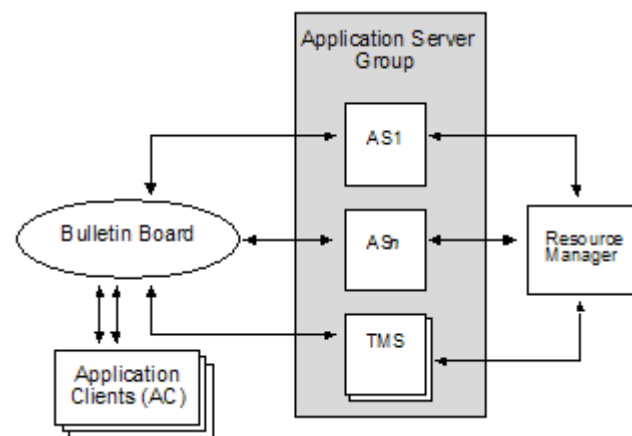 Application Server
Group
AS1
Bulletin Board
ASn
Resource
Manager
TMS
Application
Clients (AC)